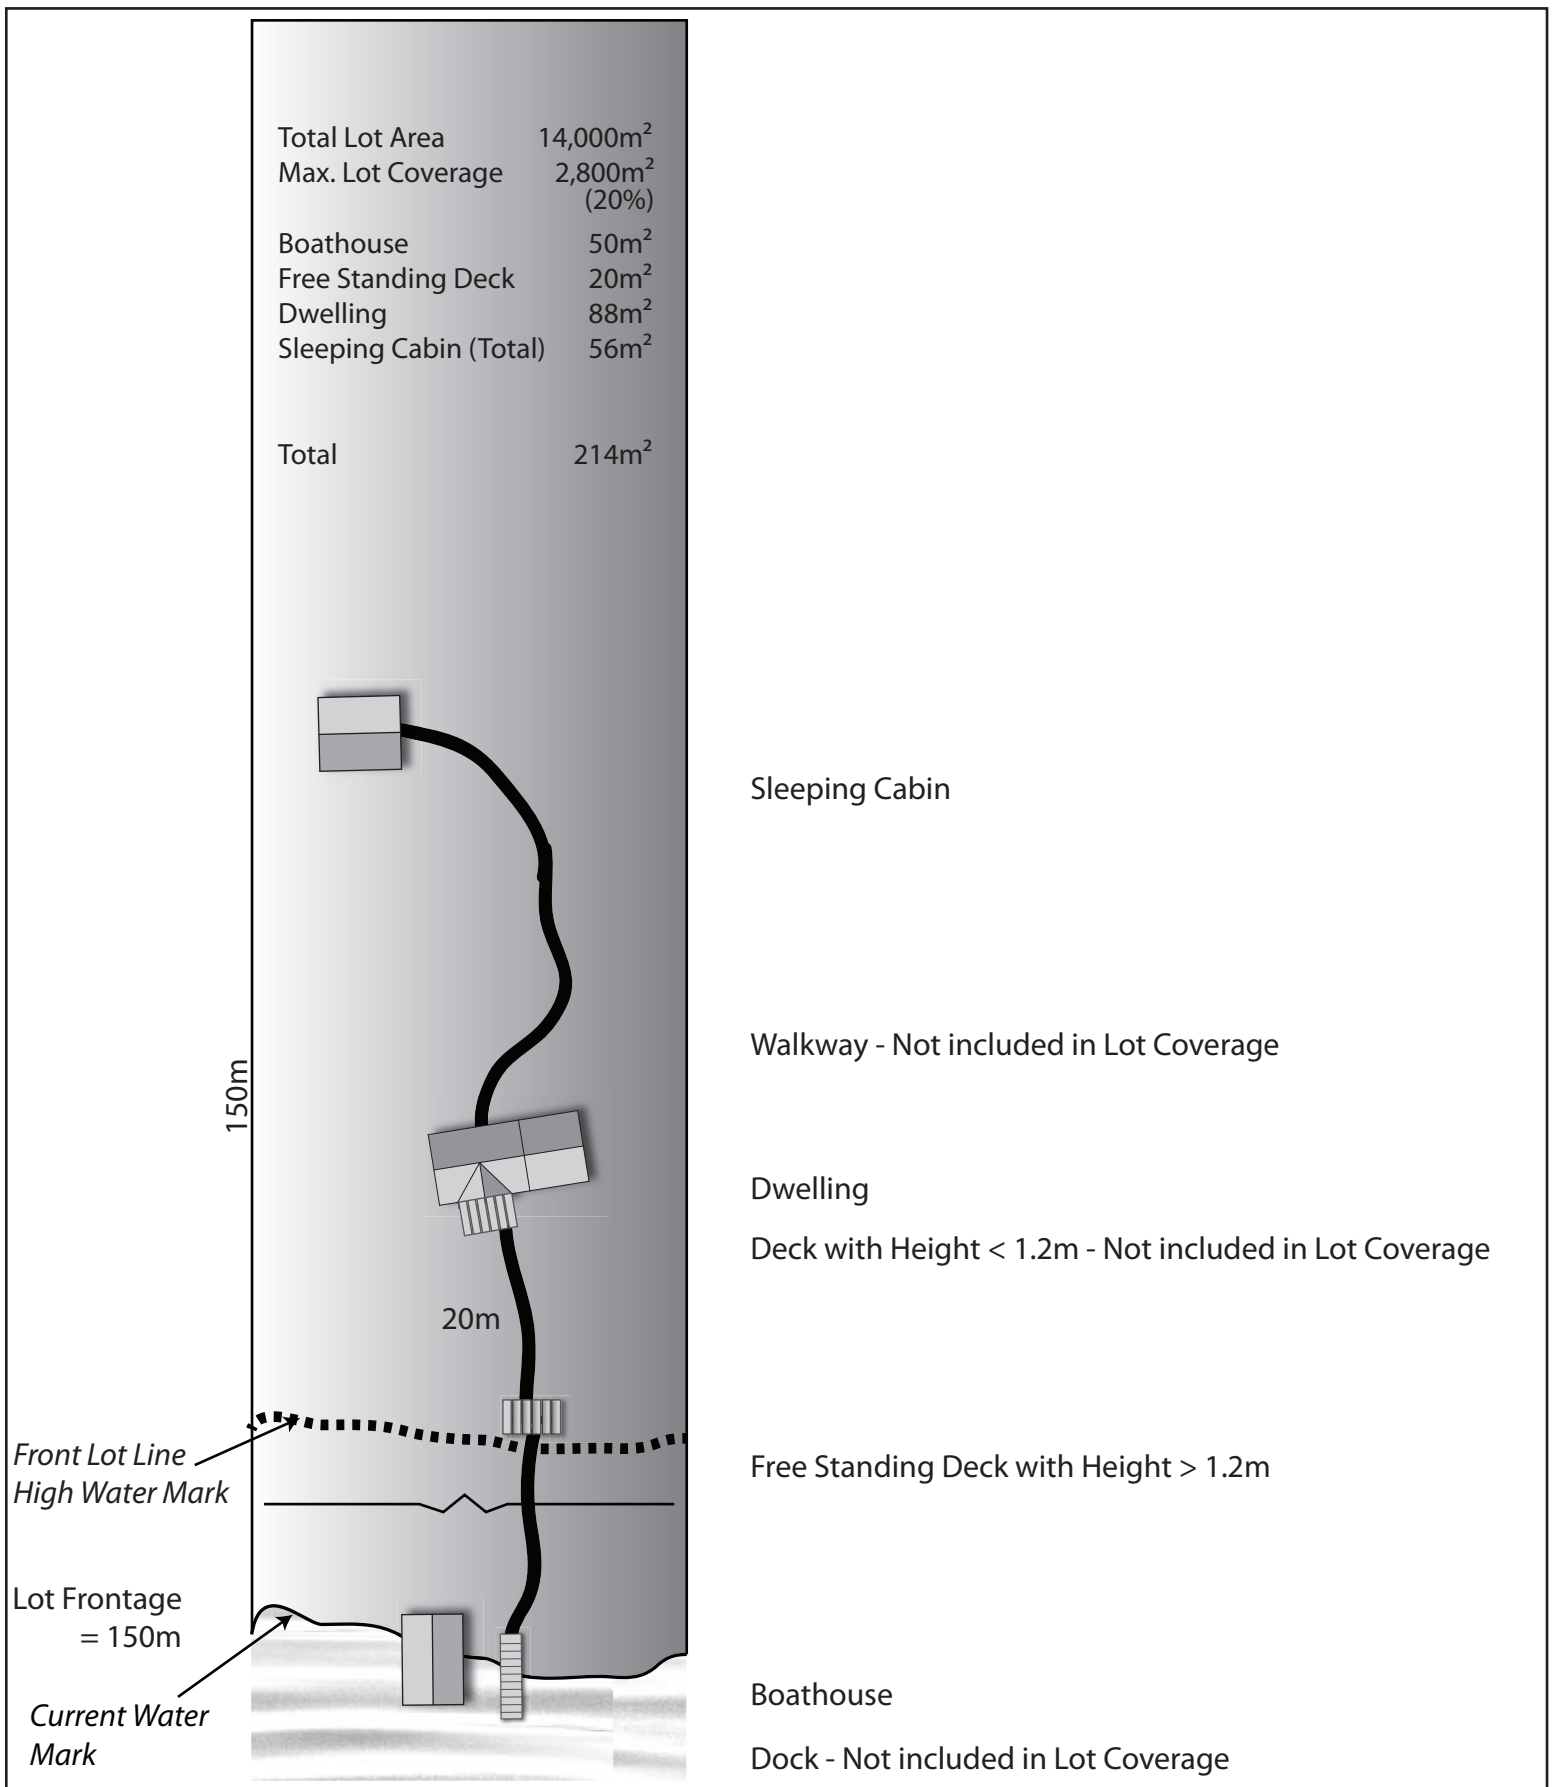 Total Lot Area 14,000m²
Max. Lot Coverage 2,800m²
(20%)
Boathouse 50m²
Free Standing Deck 20m²
Dwelling 88m²
Sleeping Cabin (Total) 56m²
Total 214m²
Sleeping Cabin
Walkway - Not included in Lot Coverage
150m
Dwelling
Deck with Height < 1.2m - Not included in Lot Coverage
20m
Front Lot Line
High Water Mark
Free Standing Deck with Height > 1.2m
Lot Frontage
= 150m
Current Water
Mark
Boathouse
Dock - Not included in Lot Coverage